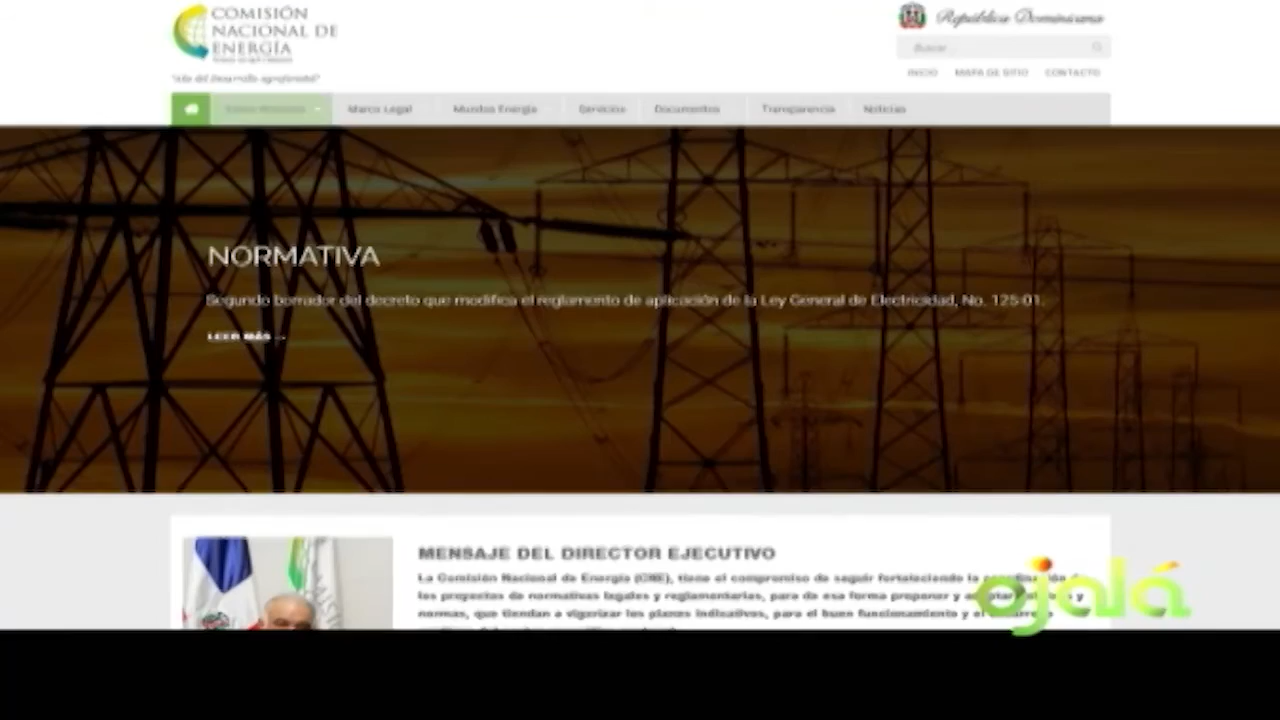 COMISIÓN
NACIONAL DE
ENERGÍA
República Dominicana
Buscar...
INICIO MAPA DE SITIO CONTACTO
Marco Legal Mundos Energía Servicios Documentos Transparencia Noticias
NORMATIVA
Segundo borrador del decreto que modifica el reglamento de aplicación de la Ley General de Electricidad, No. 125-01.
LEER MÁS ...
MENSAJE DEL DIRECTOR EJECUTIVO
La Comisión Nacional de Energía (CNE), tiene el compromiso de seguir fortaleciendo la
los proyectos de normativas legales y reglamentarias, para de esa forma proponer y y
normas, que tiendan a vigorizar los planes indicativos, para el buen funcionamiento y
ojalá